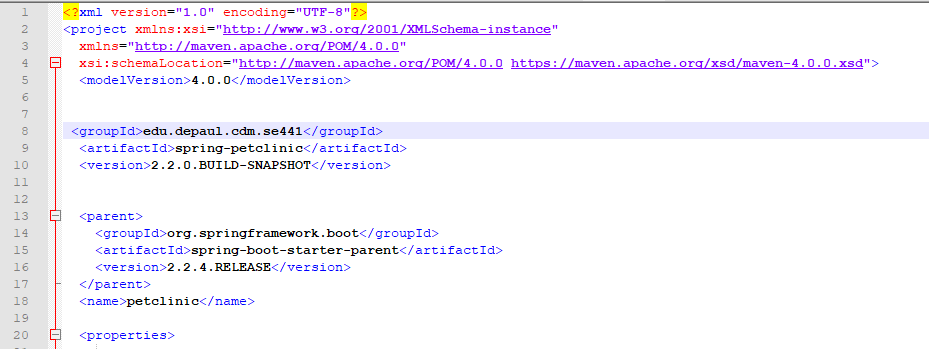 1 <?xml version="1.0" encoding="UTF-8"?>
2 <project xmlns:xsi="http://www.w3.org/2001/XMLSchema-instance"
3 xmlns="http://maven.apache.org/POM/4.0.0"
4 xsi:schemaLocation="http://maven.apache.org/POM/4.0.0 https://maven.apache.org/xsd/maven-4.0.0.xsd">
5 <modelVersion>4.0.0</modelVersion>
6
7
8 <groupId>edu.depaul.cdm.se441</groupId>
9 <artifactId>spring-petclinic</artifactId>
10 <version>2.2.0.BUILD-SNAPSHOT</version>
11
12
13 <parent>
14 <groupId>org.springframework.boot</groupId>
15 <artifactId>spring-boot-starter-parent</artifactId>
16 <version>2.2.4.RELEASE</version>
17 </parent>
18 <name>petclinic</name>
19
20 <properties>